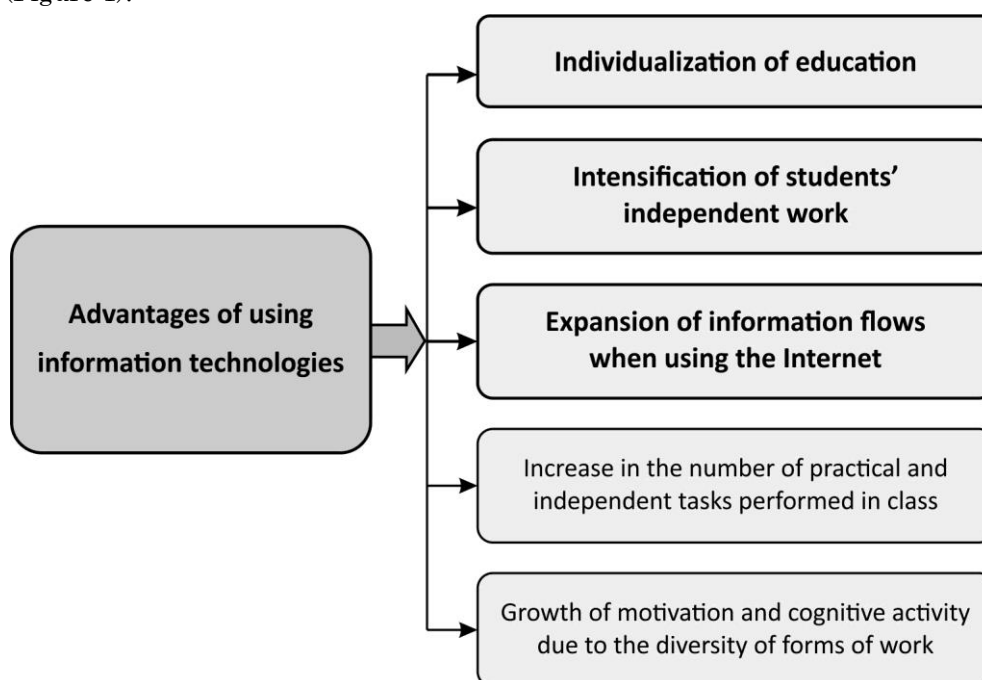 (Figure 1).
Individualization of education
Intensification of students’
independent work
Advantages of using
information technologies
Expansion of information flows
when using the Internet
Increase in the number of practical and
independent tasks performed in class
Growth of motivation and cognitive activity
due to the diversity of forms of work